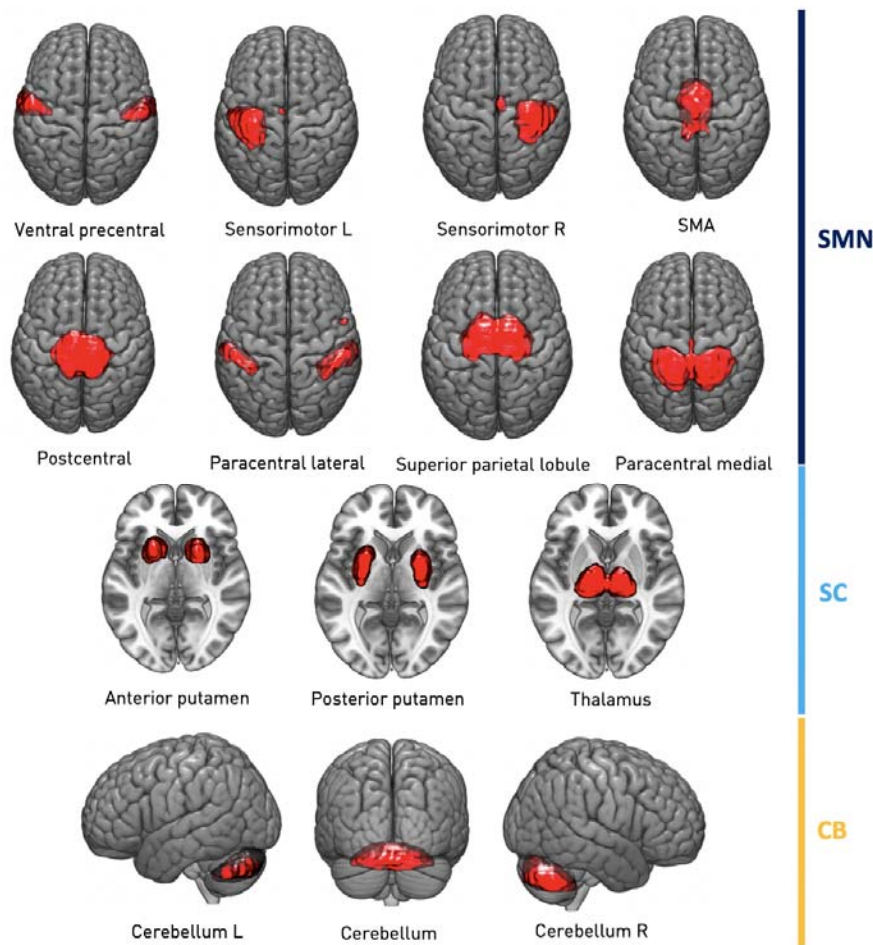 Ventral precentral
Sensorimotor L
Sensorimotor R
SMA
SMN
Postcentral
Paracentral lateral
Superior parietal lobule
Paracentral medial
Anterior putamen
Posterior putamen
Thalamus
SC
Cerebellum L
Cerebellum
Cerebellum R
CB